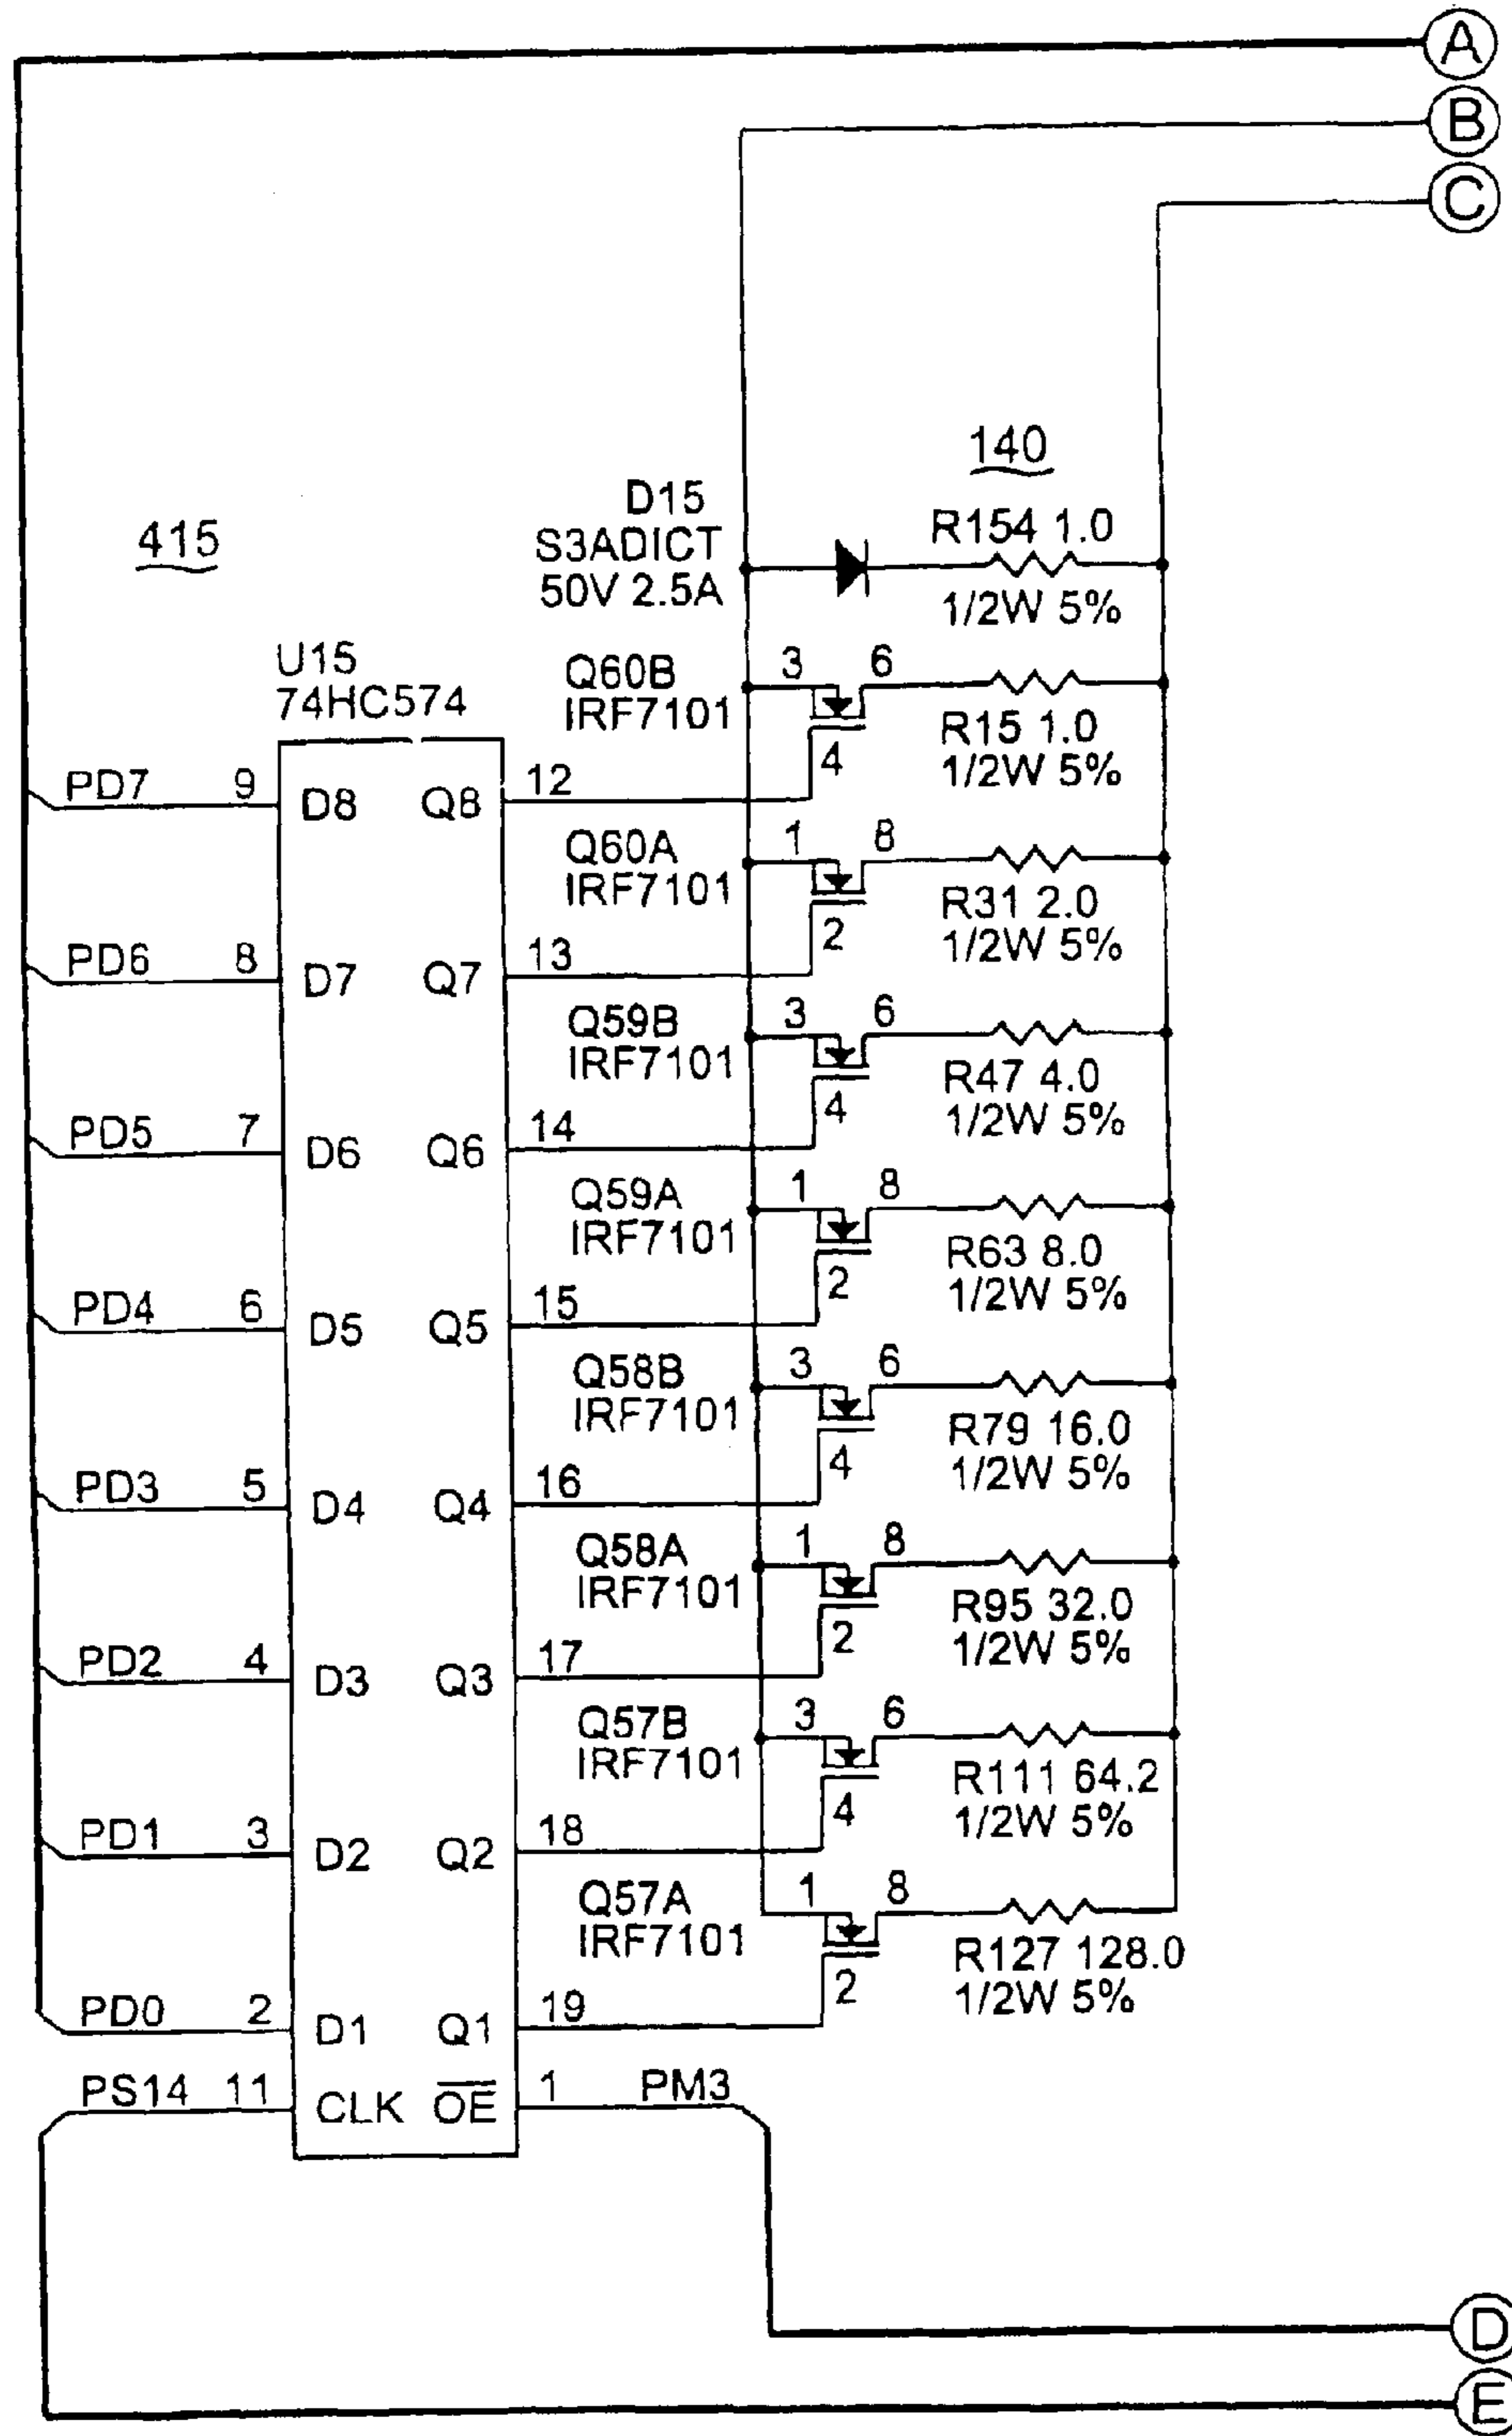 A
B
C
140
415
D15
S3ADICT
50V 2.5A
R154 1.0
1/2W 5%
U15
74HC574
Q60B
IRF7101
3 6
4
R15 1.0
1/2W 5%
PD7 9 D8 Q8 12
Q60A
IRF7101
1 8
2
R31 2.0
1/2W 5%
PD6 8 D7 Q7 13
Q59B
IRF7101
3 6
4
R47 4.0
1/2W 5%
PD5 7 D6 Q6 14
Q59A
IRF7101
1 8
2
R63 8.0
1/2W 5%
PD4 6 D5 Q5 15
Q58B
IRF7101
3 6
4
R79 16.0
1/2W 5%
PD3 5 D4 Q4 16
Q58A
IRF7101
1 8
2
R95 32.0
1/2W 5%
PD2 4 D3 Q3 17
Q57B
IRF7101
3 6
4
R111 64.2
1/2W 5%
PD1 3 D2 Q2 18
Q57A
IRF7101
1 8
2
R127 128.0
1/2W 5%
PD0 2 D1 Q1 19
PS14 11 CLK O̅E̅ 1 PM3
D
E